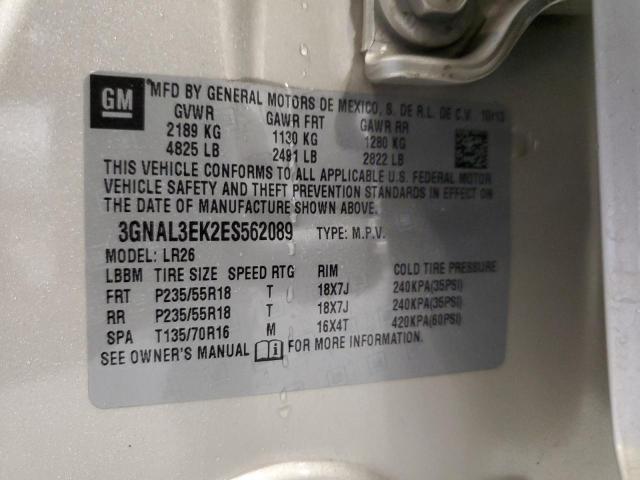 GM
MFD BY GENERAL MOTORS DE MEXICO, S. DE R.L. DE C.V. 10/13
GVWR GAWR FRT GAWR RR
2189 KG 1130 KG 1280 KG
4825 LB 2481 LB 2822 LB
THIS VEHICLE CONFORMS TO ALL APPLICABLE U.S. FEDERAL MOTOR
VEHICLE SAFETY AND THEFT PREVENTION STANDARDS IN EFFECT ON
THE DATE OF MANUFACTURE SHOWN ABOVE.
3GNAL3EK2ES562089 TYPE: M.P.V.
MODEL: LR26
LBBM TIRE SIZE SPEED RTG RIM COLD TIRE PRESSURE
FRT P235/55R18 T 18X7J 240KPA(35PSI)
RR P235/55R18 T 18X7J 240KPA(35PSI)
SPA T135/70R16 M 16X4T 420KPA(60PSI)
SEE OWNER'S MANUAL FOR MORE INFORMATION.